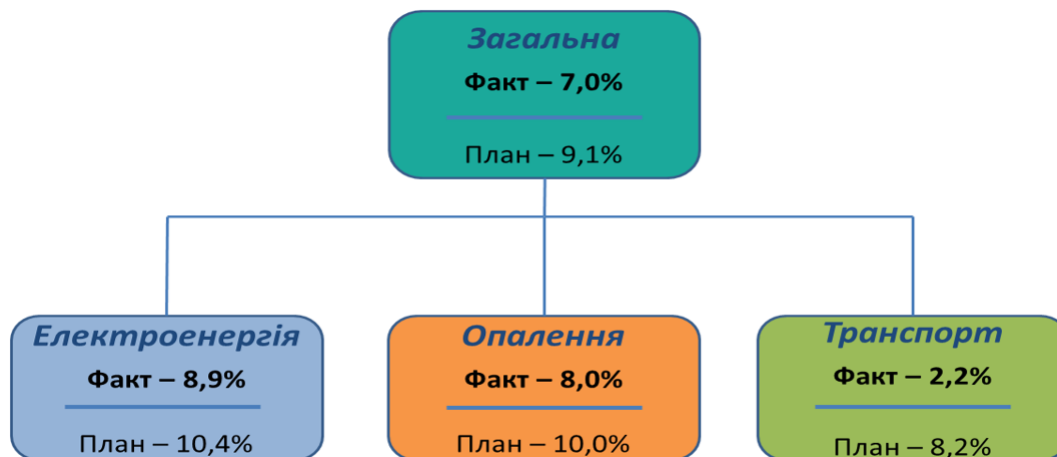 Загальна
Факт – 7,0%
План – 9,1%
Електроенергія
Факт – 8,9%
План – 10,4%
Опалення
Факт – 8,0%
План – 10,0%
Транспорт
Факт – 2,2%
План – 8,2%